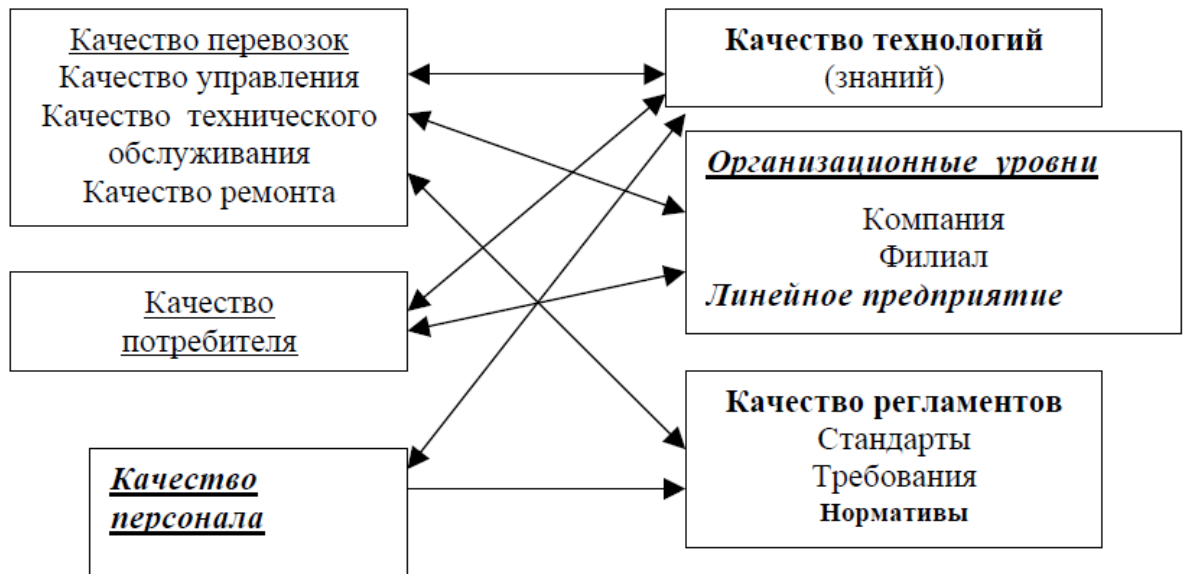 Качество перевозок
Качество управления
Качество технического
обслуживания
Качество ремонта
Качество
потребителя
Качество
персонала
Качество технологий
(знаний)
Организационные уровни
Компания
Филиал
Линейное предприятие
Качество регламентов
Стандарты
Требования
Нормативы